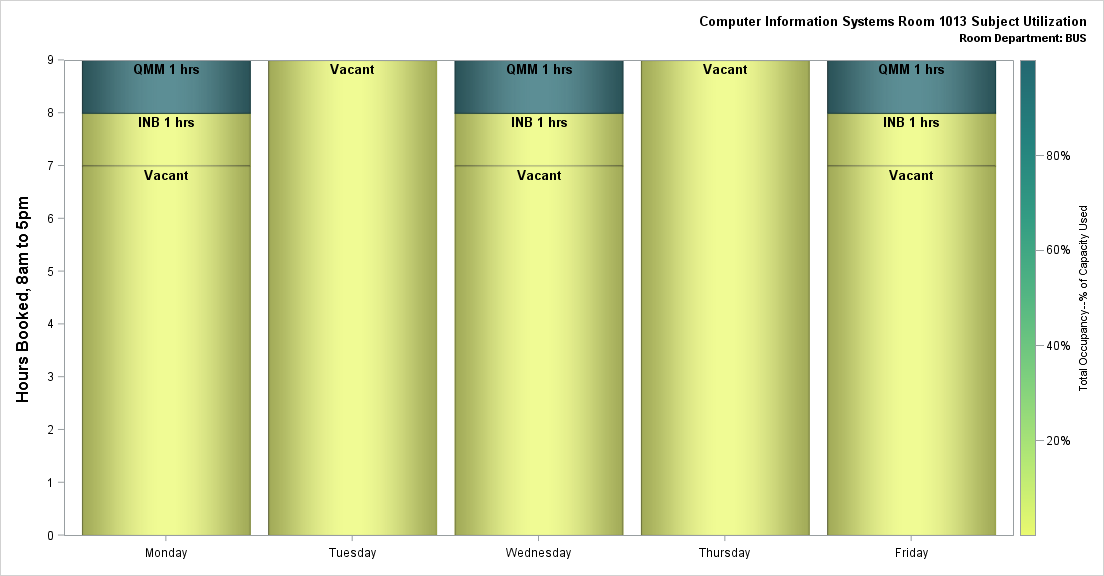 Computer Information Systems Room 1013 Subject Utilization
Room Department: BUS
Hours Booked, 8am to 5pm
9
8
7
6
5
4
3
2
1
0
QMM 1 hrs
INB 1 hrs
Vacant
Vacant
QMM 1 hrs
INB 1 hrs
Vacant
Vacant
QMM 1 hrs
INB 1 hrs
Vacant
Monday
Tuesday
Wednesday
Thursday
Friday
80%
60%
40%
20%
Total Occupancy--% of Capacity Used